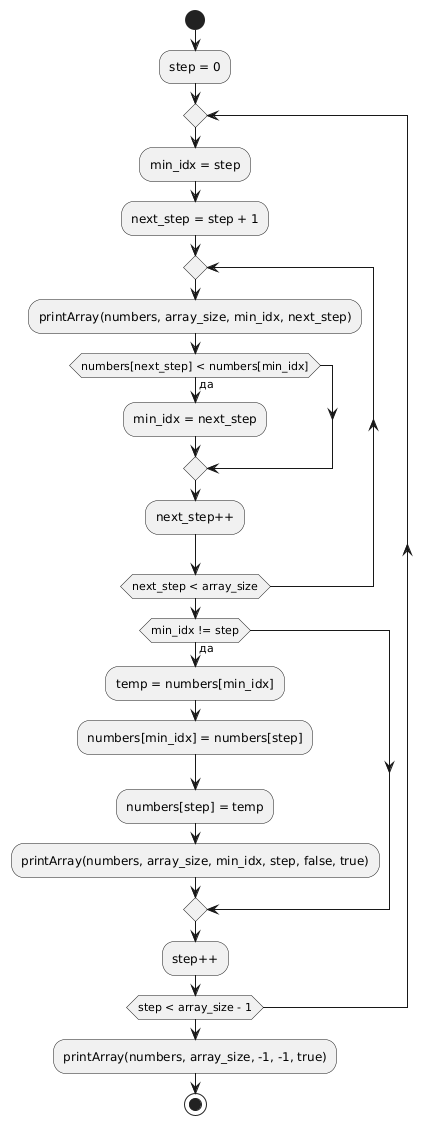 step = 0
min_idx = step
next_step = step + 1
printArray(numbers, array_size, min_idx, next_step)
numbers[next_step] < numbers[min_idx]
да
min_idx = next_step
next_step++
next_step < array_size
min_idx != step
да
temp = numbers[min_idx]
numbers[min_idx] = numbers[step]
numbers[step] = temp
printArray(numbers, array_size, min_idx, step, false, true)
step++
step < array_size - 1
printArray(numbers, array_size, -1, -1, true)